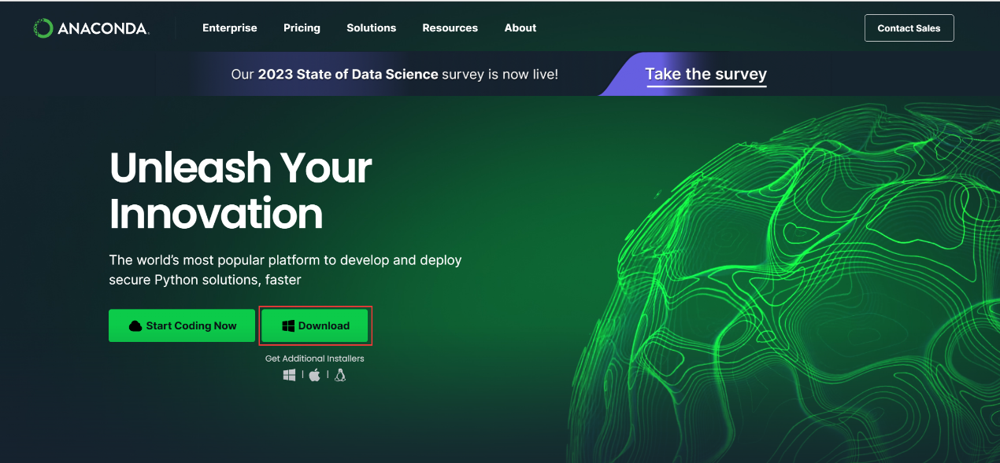 ANACONDA.
Enterprise Pricing Solutions Resources About
Contact Sales
Our 2023 State of Data Science survey is now live!
Take the survey
Unleash Your
Innovation
The world’s most popular platform to develop and deploy
secure Python solutions, faster
Start Coding Now
Download
Get Additional Installers